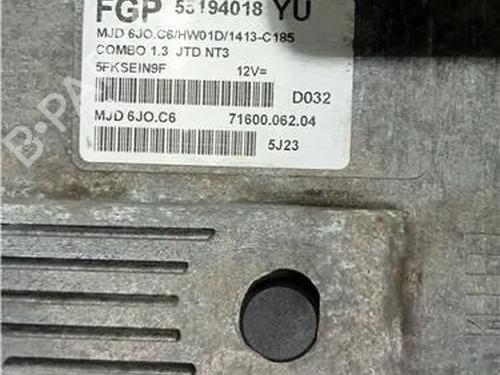 FGP 55194018 YU
MJD 6JO.C6/HW01D/1413-C185
COMBO 1.3 JTD NT3
5FKSEIN9F 12V=
D032
MJD 6JO.C6 71600.062.04
5J23